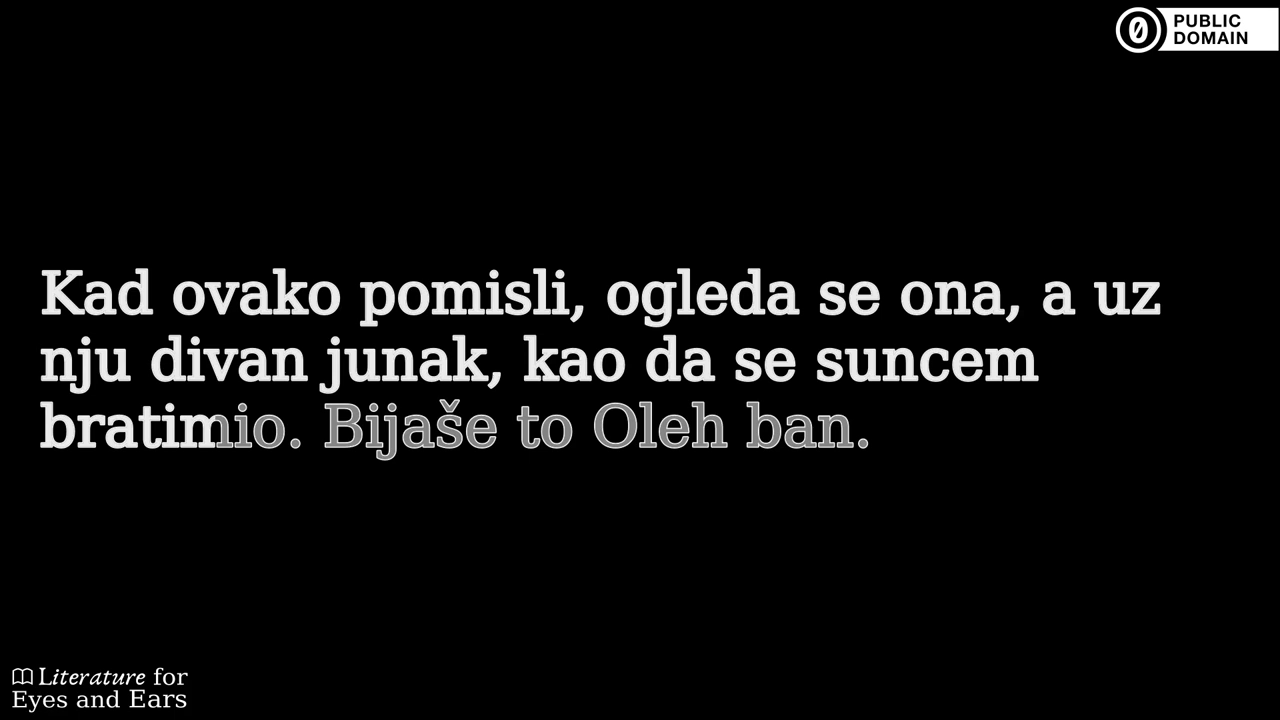 PUBLIC
DOMAIN
Kad ovako pomisli, ogleda se ona, a uz
nju divan junak, kao da se suncem
bratimio. Bijaše to Oleh ban.
Literature for
Eyes and Ears